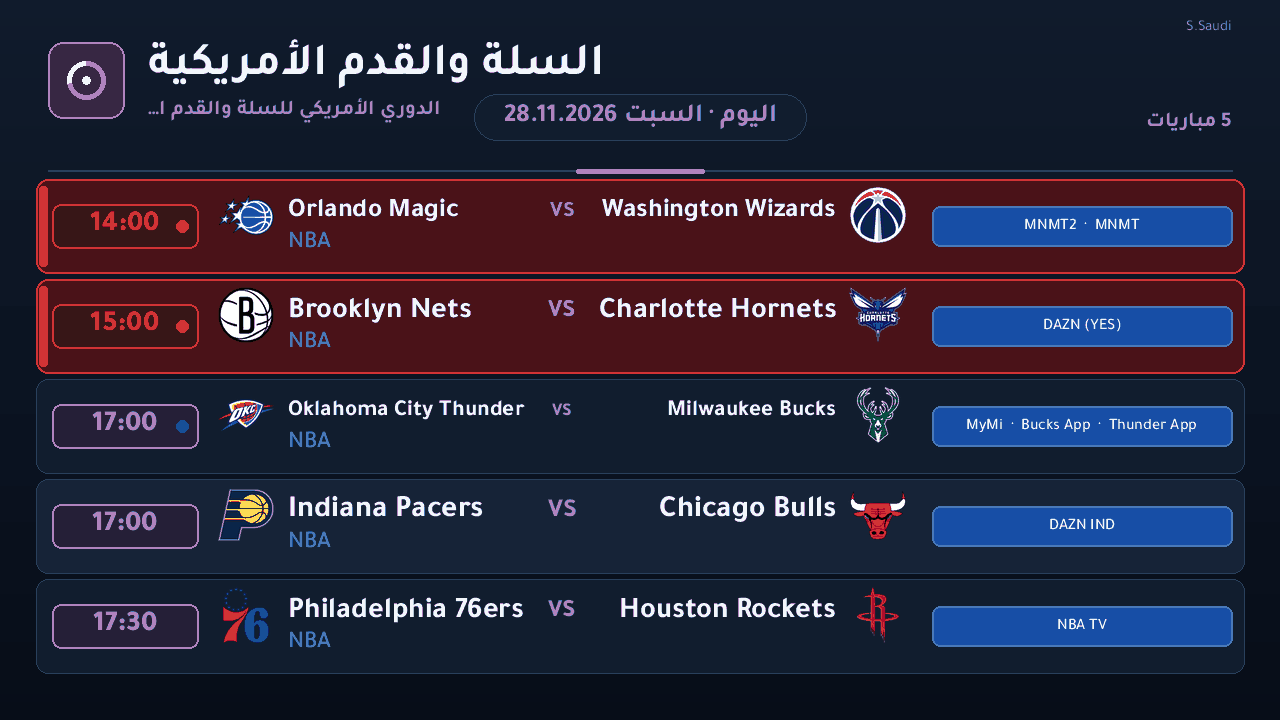 S.Saudi
السلة والقدم الأمريكية
الدوري الأمريكي للسلة والقدم ا...
اليوم · السبت 28.11.2026
5 مباريات
14:00
Orlando Magic VS Washington Wizards
NBA
MNMT2 · MNMT
15:00
Brooklyn Nets VS Charlotte Hornets
NBA
DAZN (YES)
17:00
Oklahoma City Thunder VS Milwaukee Bucks
NBA
MyMi · Bucks App · Thunder App
17:00
Indiana Pacers VS Chicago Bulls
NBA
DAZN IND
17:30
Philadelphia 76ers VS Houston Rockets
NBA
NBA TV